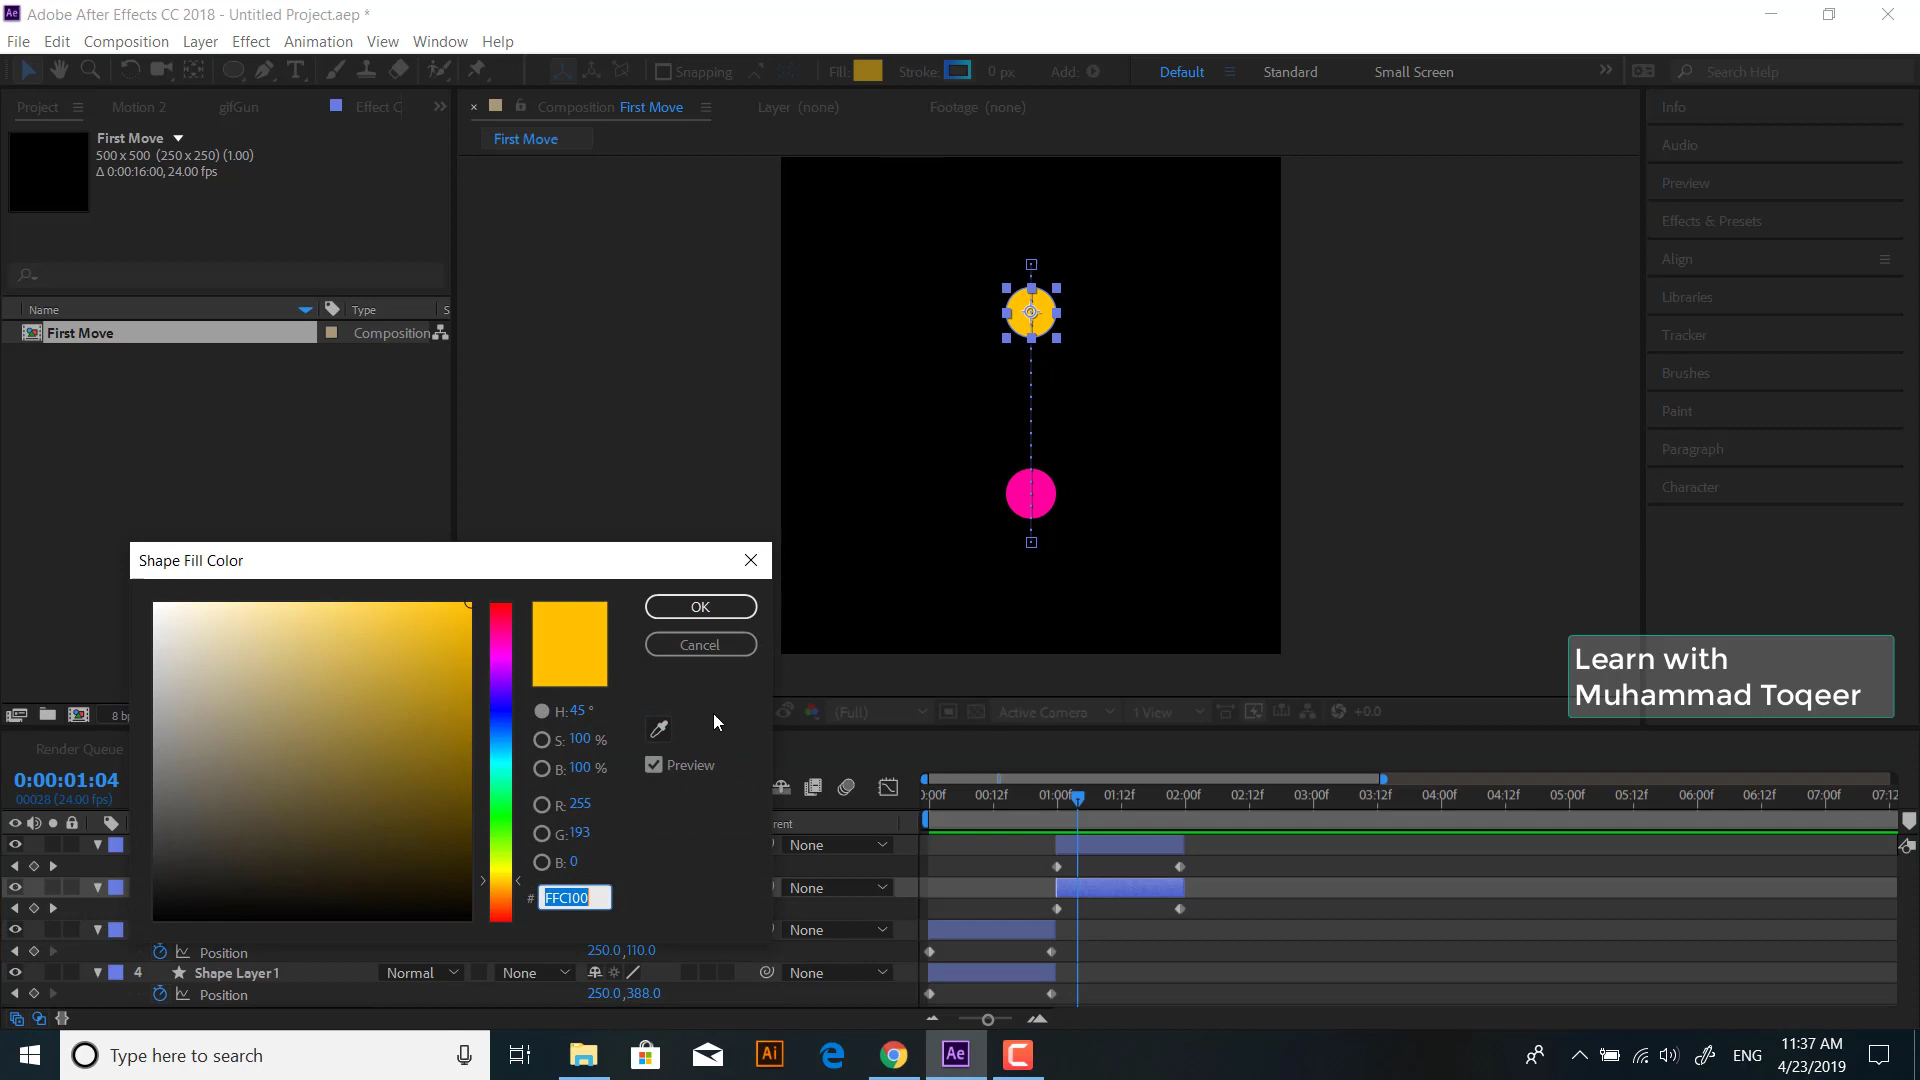 Adobe After Effects CC 2018 - Untitled Project.aep *
File Edit Composition Layer Effect Animation View Window Help
Snapping Fill: Stroke: 0 px Add: Default Standard Small Screen Search Help
Project Motion 2 gifGun Effect C
Composition First Move Layer (none) Footage (none)
First Move
First Move
500 x 500 (250 x 250) (1.00)
Δ 0:00:16:00, 24.00 fps
Name Type S
First Move Composition
Info
Audio
Preview
Effects & Presets
Align
Libraries
Tracker
Brushes
Paint
Paragraph
Character
Shape Fill Color
OK
Cancel
H: 45 °
S: 100 %
B: 100 %
R: 255
G: 193
B: 0
# FFC100
Preview
Learn with
Muhammad Toqeer
8 bp
(Full) Active Camera 1 View +0.0
Render Queue
0:00:01:04
00028 (24.00 fps)
):00f 00:12f 01:00f 01:12f 02:00f 02:12f 03:00f 03:12f 04:00f 04:12f 05:00f 05:12f 06:00f 06:12f 07:00f 07:12
rent
None
None
None
Position 250.0,110.0
4 Shape Layer 1 Normal None None
Position 250.0,388.0
Type here to search
Ai
Ae
ENG
11:37 AM
4/23/2019